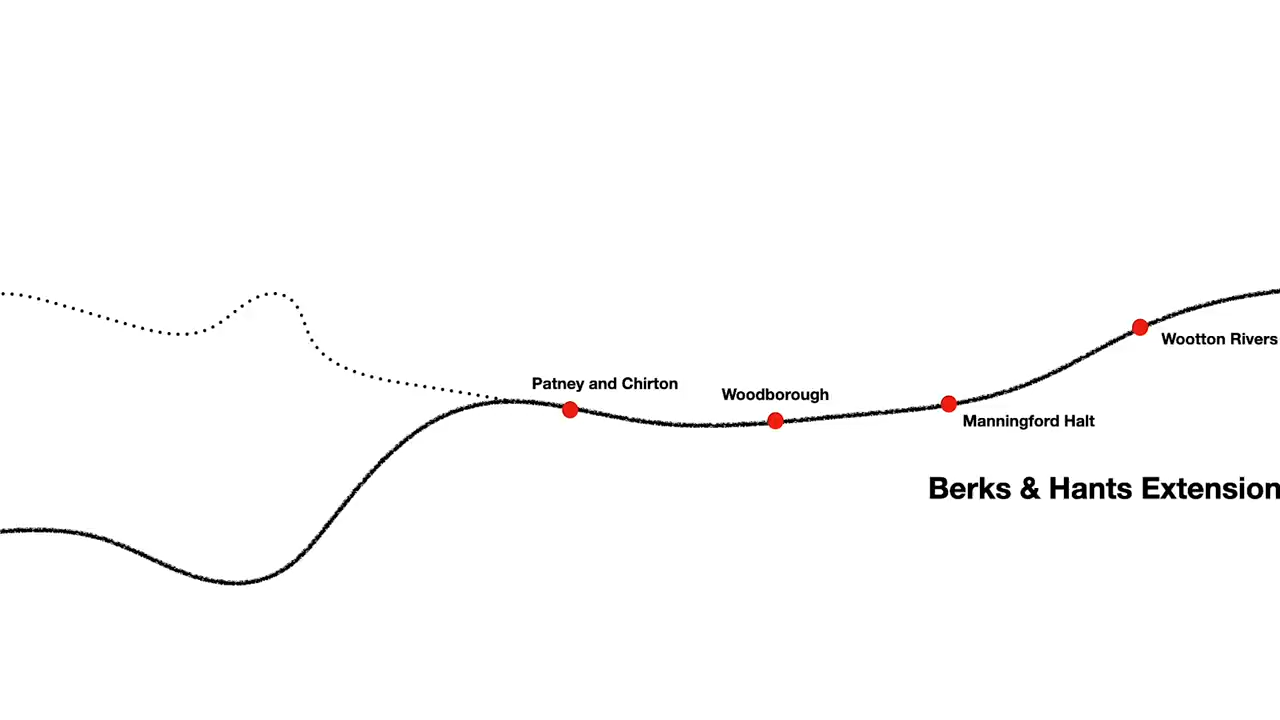 Patney and Chirton
Woodborough
Manningford Halt
Wootton Rivers
Berks & Hants Extension